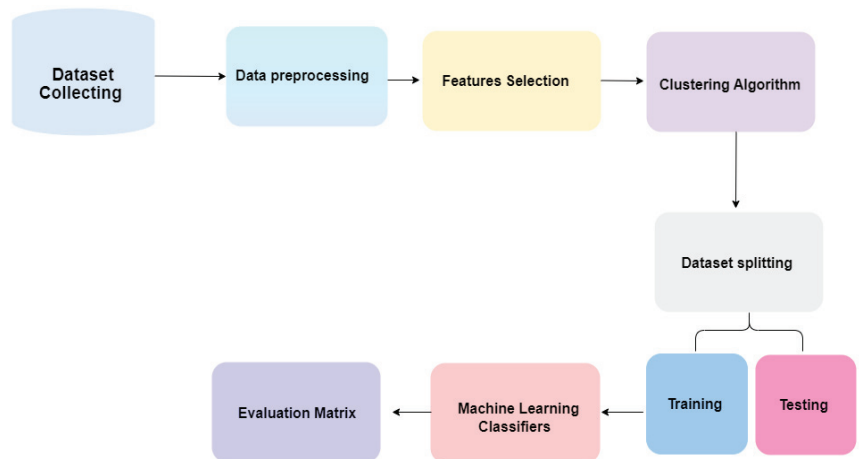 Dataset
Collecting
Data preprocessing
Features Selection
Clustering Algorithm
Dataset splitting
Training
Testing
Machine Learning
Classifiers
Evaluation Matrix